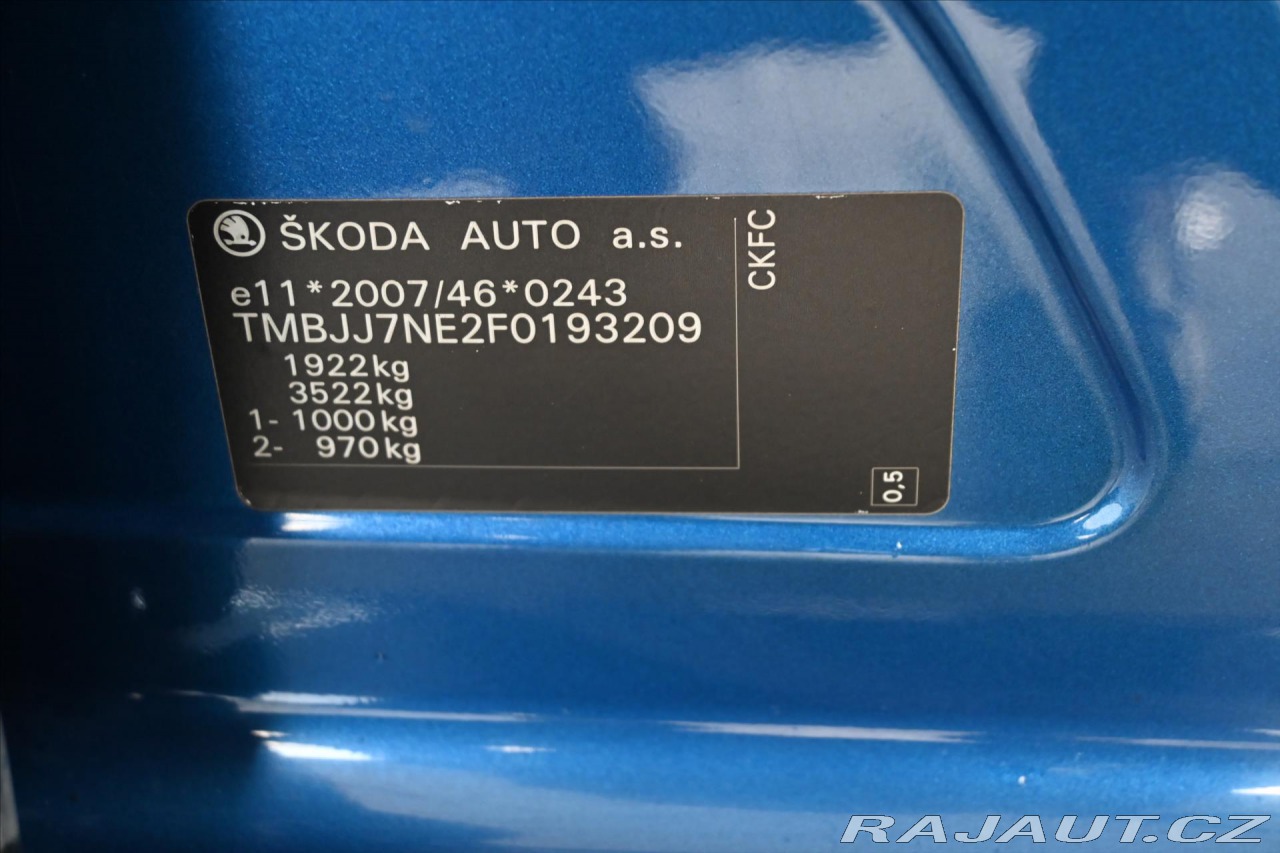 ŠKODA AUTO a.s.
e11*2007/46*0243
TMBJJ7NE2F0193209
1922kg
3522kg
1- 1000kg
2- 970kg
CKFC
0,5
RAJAUT.CZ